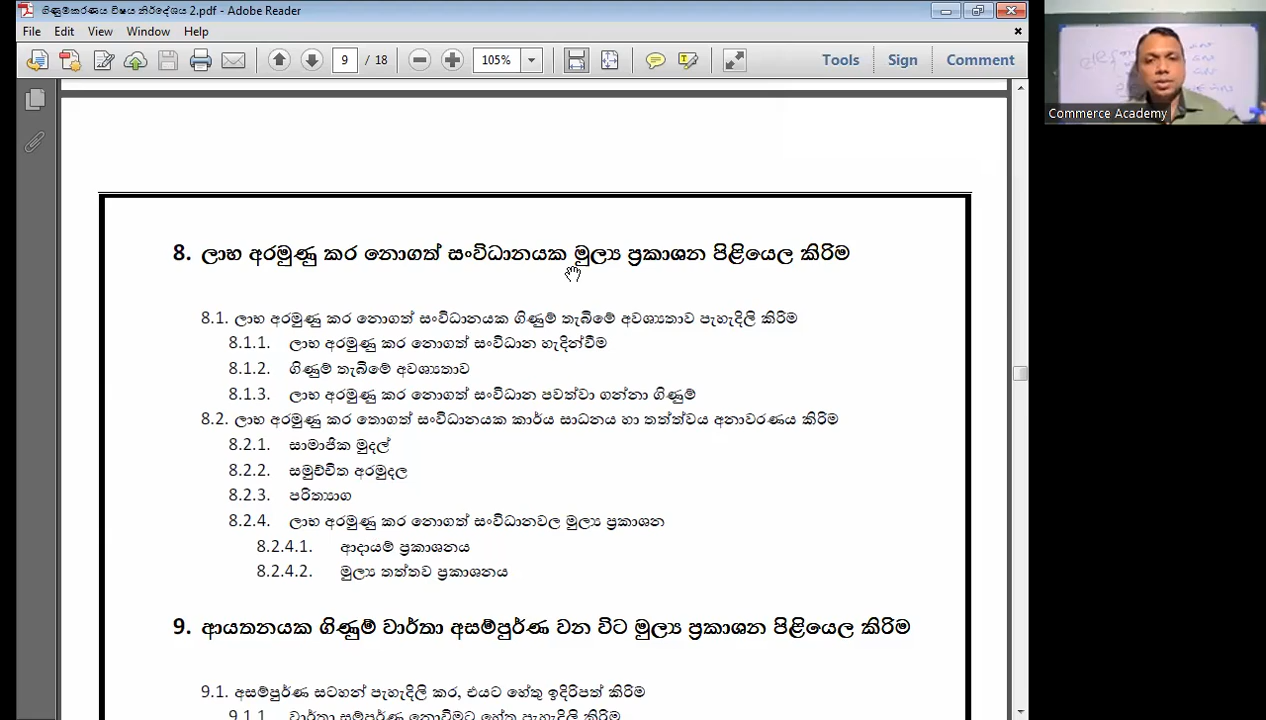 ගිණුම්කරණය විෂය නිර්දේශය 2.pdf - Adobe Reader
File Edit View Window Help
9 / 18 105% Tools Sign Comment
Commerce Academy
8. ලාභ අරමුණු කර නොගත් සංවිධානයක මුල්‍ය ප්‍රකාශන පිළියෙල කිරිම
8.1. ලාභ අරමුණු කර නොගත් සංවිධානයක ගිණුම් තැබීමේ අවශ්‍යතාව පැහැදිලි කිරිම
8.1.1. ලාභ අරමුණු කර නොගත් සංවිධාන හැදින්වීම
8.1.2. ගිණුම් තැබීමේ අවශ්‍යතාව
8.1.3. ලාභ අරමුණු කර නොගත් සංවිධාන පවත්වා ගන්නා ගිණුම්
8.2. ලාභ අරමුණු කර තොගත් සංවිධානයක කාර්ය සාධනය හා තත්ත්වය අනාවරණය කිරිම
8.2.1. සාමාජික මුදල්
8.2.2. සමුච්චිත අරමුදල
8.2.3. පරිත්‍යාග
8.2.4. ලාභ අරමුණු කර නොගත් සංවිධානවල මුල්‍ය ප්‍රකාශන
8.2.4.1. ආදායම් ප්‍රකාශනය
8.2.4.2. මුල්‍ය තත්තව ප්‍රකාශනය
9. ආයතනයක ගිණුම් වාර්තා අසම්පුර්ණ වන විට මුල්‍ය ප්‍රකාශන පිළියෙල කිරිම
9.1. අසම්පුර්ණ සටහන් පැහැදිලි කර, එයට හේතු ඉදිරිපත් කිරිම
9.1.1. වාර්තා සම්පුර්ණ නොවීමට හේතු පැහැදිලි කිරිම